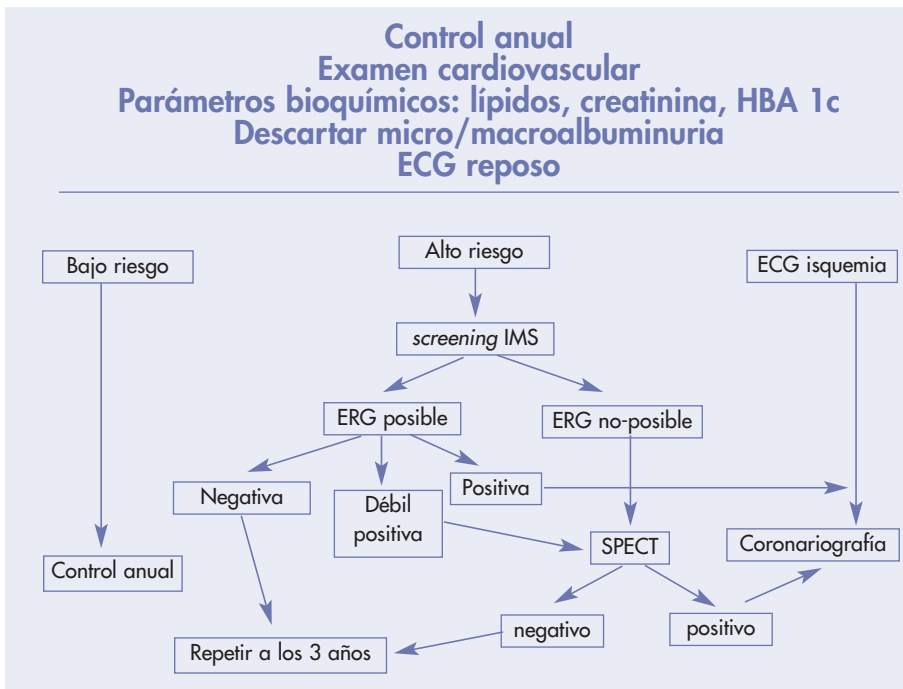 Control anual
Examen cardiovascular
Parámetros bioquímicos: lípidos, creatinina, HBA 1c
Descartar micro/macroalbuminuria
ECG reposo
Bajo riesgo
Alto riesgo
ECG isquemia
screening IMS
ERG posible
ERG no-posible
Negativa
Débil
positiva
Positiva
SPECT
Coronariografía
Control anual
negativo
positivo
Repetir a los 3 años